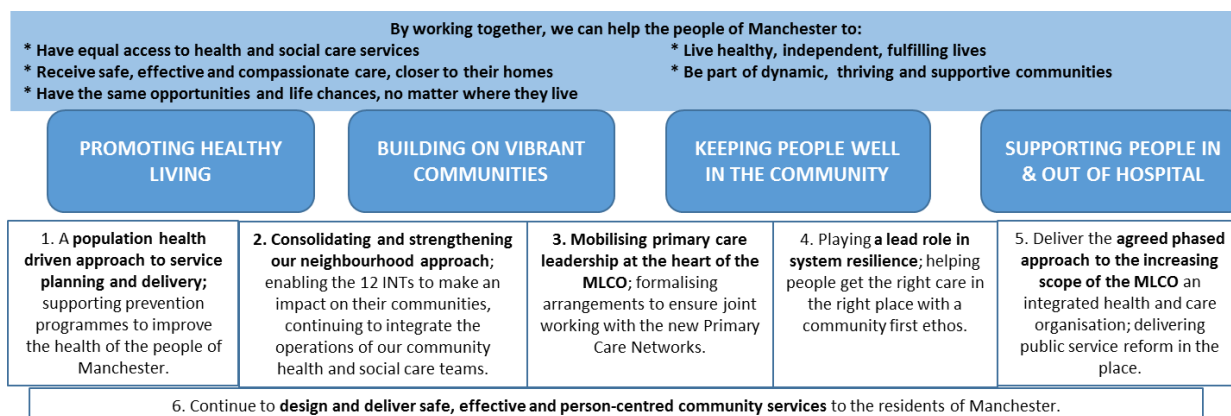 By working together, we can help the people of Manchester to:
* Have equal access to health and social care services
* Receive safe, effective and compassionate care, closer to their homes
* Have the same opportunities and life chances, no matter where they live
* Live healthy, independent, fulfilling lives
* Be part of dynamic, thriving and supportive communities
PROMOTING HEALTHY
LIVING
BUILDING ON VIBRANT
COMMUNITIES
KEEPING PEOPLE WELL
IN THE COMMUNITY
SUPPORTING PEOPLE IN
& OUT OF HOSPITAL
1. A population health
driven approach to service
planning and delivery;
supporting prevention
programmes to improve
the health of the people of
Manchester.
2. Consolidating and strengthening
our neighbourhood approach;
enabling the 12 INTs to make an
impact on their communities,
continuing to integrate the
operations of our community
health and social care teams.
3. Mobilising primary care
leadership at the heart of the
MLCO; formalising
arrangements to ensure joint
working with the new Primary
Care Networks.
4. Playing a lead role in
system resilience; helping
people get the right care in
the right place with a
community first ethos.
5. Deliver the agreed phased
approach to the increasing
scope of the MLCO an
integrated health and care
organisation; delivering
public service reform in the
place.
6. Continue to design and deliver safe, effective and person-centred community services to the residents of Manchester.